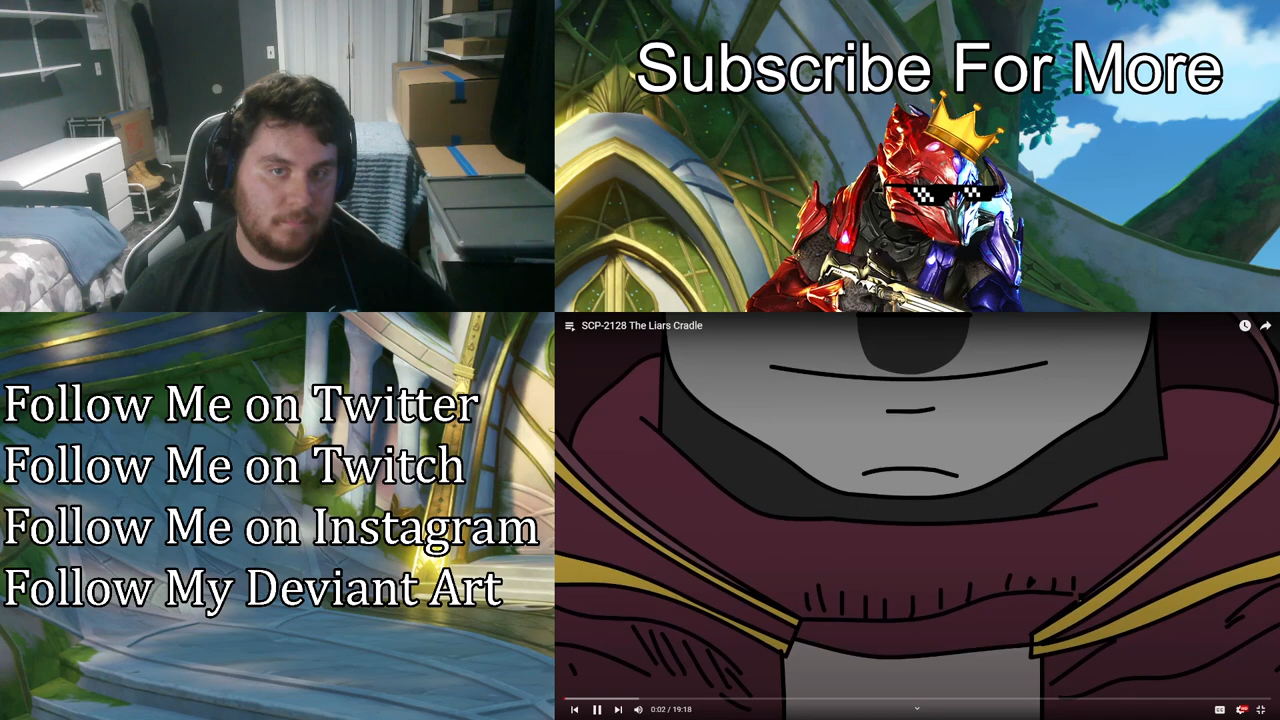 Subscribe For More
Follow Me on Twitter
Follow Me on Twitch
Follow Me on Instagram
Follow My Deviant Art
SCP-2128 The Liars Cradle
0:02 / 19:18